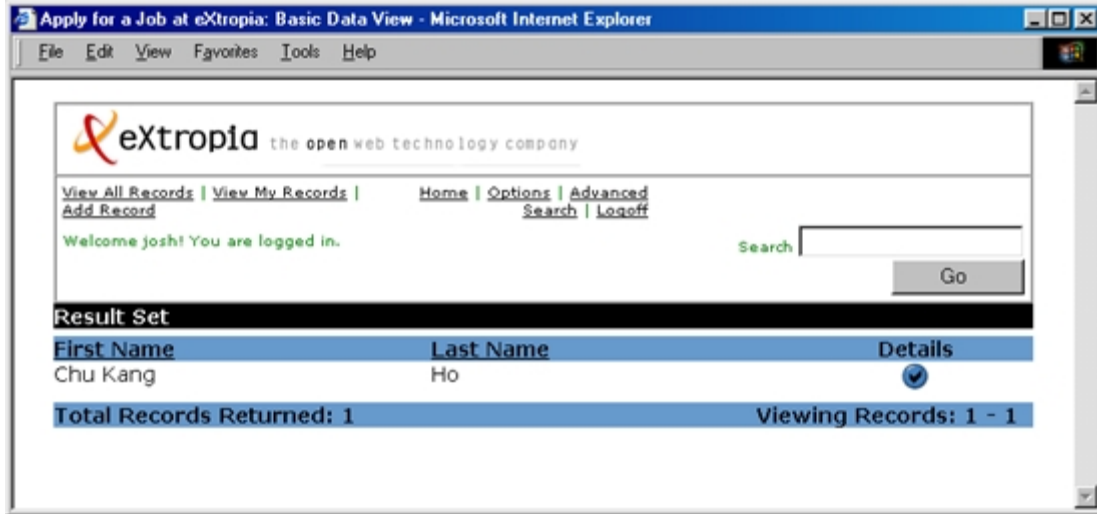 Apply for a Job at eXtropia: Basic Data View - Microsoft Internet Explorer
File Edit View Favorites Tools Help
eXtropia the open web technology company
View All Records | View My Records | Home | Options | Advanced
Add Record Search | Logoff
Welcome josh! You are logged in.
Search
Go
Result Set
First Name Last Name Details
Chu Kang Ho
Total Records Returned: 1 Viewing Records: 1 - 1